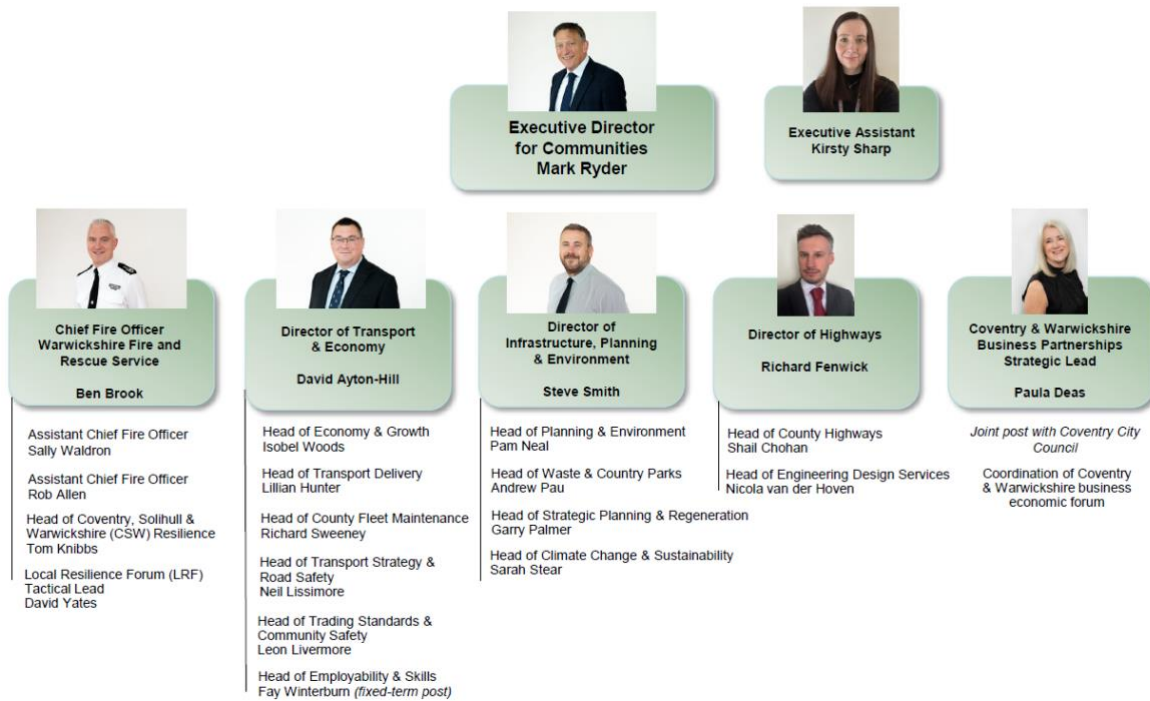 Executive Director
for Communities
Mark Ryder
Executive Assistant
Kirsty Sharp
Chief Fire Officer
Warwickshire Fire and
Rescue Service
Ben Brook
Assistant Chief Fire Officer
Sally Waldron
Assistant Chief Fire Officer
Rob Allen
Head of Coventry, Solihull &
Warwickshire (CSW) Resilience
Tom Knibbs
Local Resilience Forum (LRF)
Tactical Lead
David Yates
Director of Transport
& Economy
David Ayton-Hill
Head of Economy & Growth
Isobel Woods
Head of Transport Delivery
Lillian Hunter
Head of County Fleet Maintenance
Richard Sweeney
Head of Transport Strategy &
Road Safety
Neil Lissimore
Head of Trading Standards &
Community Safety
Leon Livermore
Head of Employability & Skills
Fay Winterburn (fixed-term post)
Director of
Infrastructure, Planning
& Environment
Steve Smith
Head of Planning & Environment
Pam Neal
Head of Waste & Country Parks
Andrew Pau
Head of Strategic Planning & Regeneration
Garry Palmer
Head of Climate Change & Sustainability
Sarah Stear
Director of Highways
Richard Fenwick
Head of County Highways
Shail Chohan
Head of Engineering Design Services
Nicola van der Hoven
Coventry & Warwickshire
Business Partnerships
Strategic Lead
Paula Deas
Joint post with Coventry City
Council
Coordination of Coventry
& Warwickshire business
economic forum